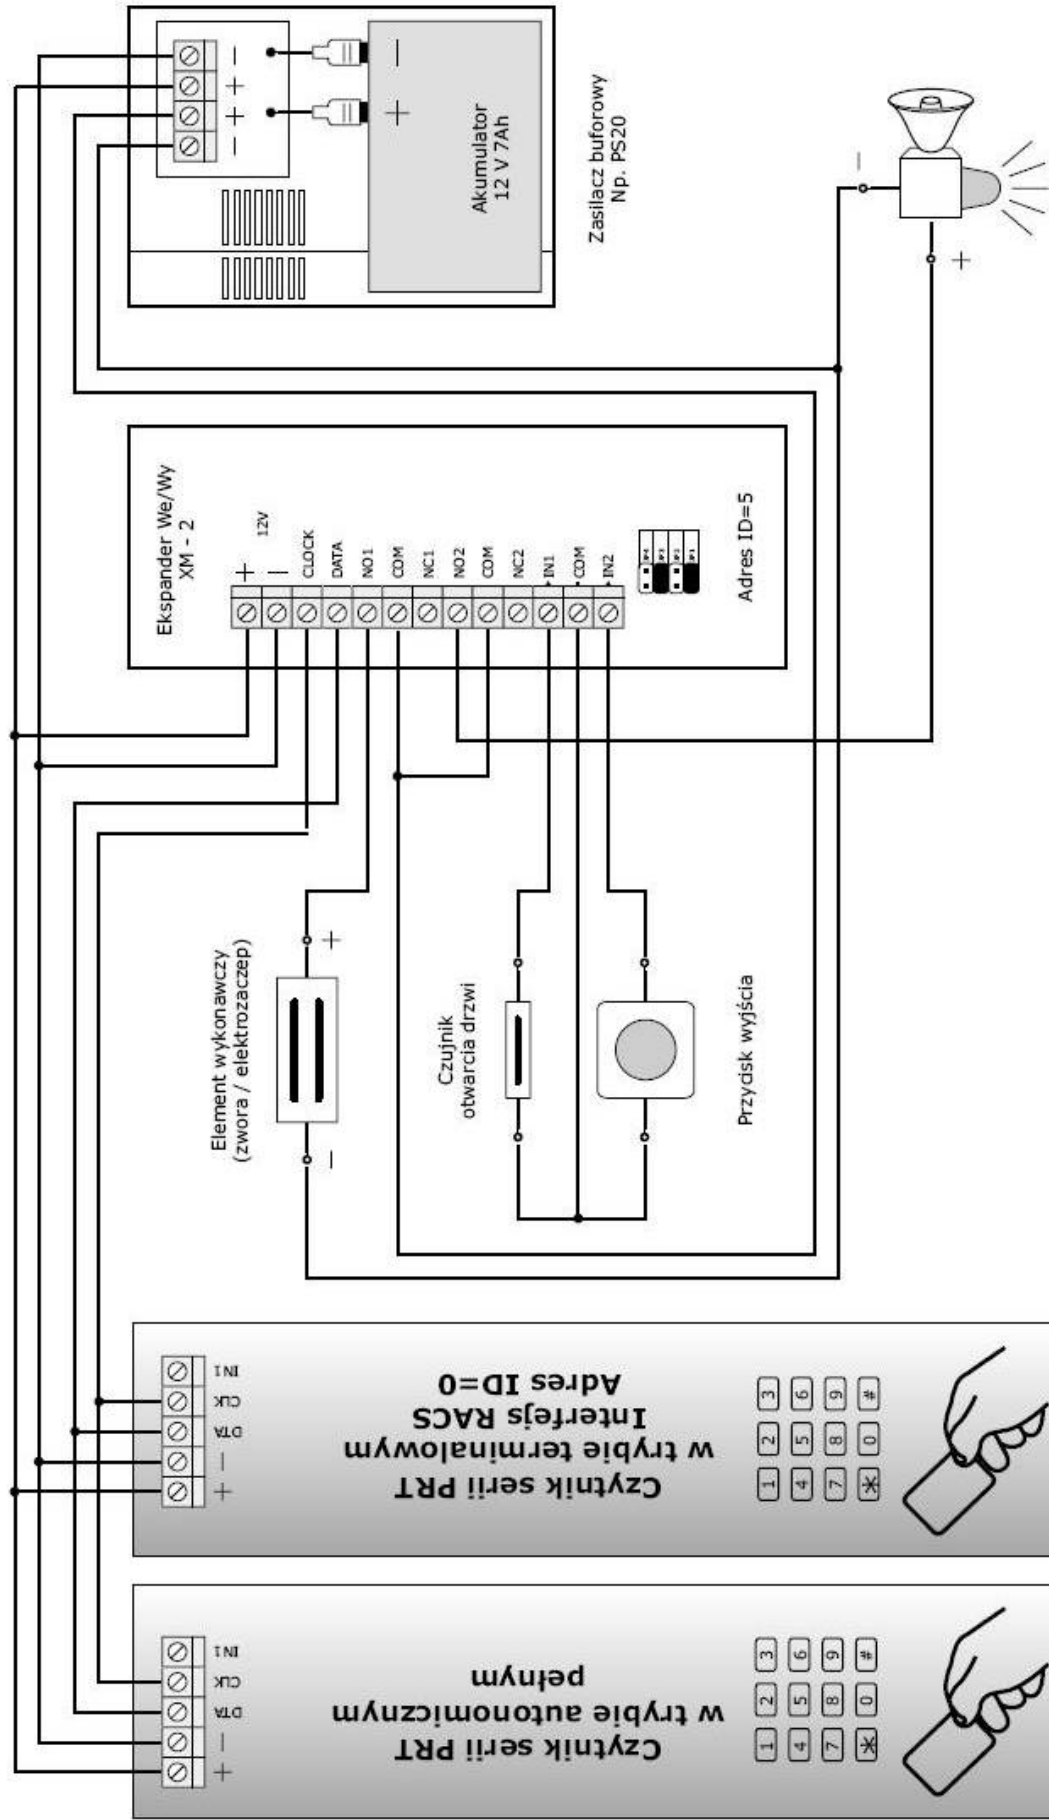 −
+
+
−
−
+
Akumulator
12 V 7Ah
Zasilacz buforowy
Np. PS20
−
+
Ekspander We/Wy
XM - 2
12V
+
−
CLOCK
DATA
NO1
COM
NC1
NO2
COM
NC2
IN1
COM
IN2
JP4
JP3
JP2
JP1
Adres ID=5
Element wykonawczy
(zwora / elektrozaczep)
+
−
Czujnik
otwarcia drzwi
Przycisk wyjścia
IN1
CLK
DTA
−
+
Czytnik serii PRT
w trybie terminalowym
Interfejs RACS
Adres ID=0
1 2 3
4 5 6
7 8 9
* 0 #
IN1
CLK
DTA
−
+
Czytnik serii PRT
w trybie autonomicznym
pełnym
1 2 3
4 5 6
7 8 9
* 0 #